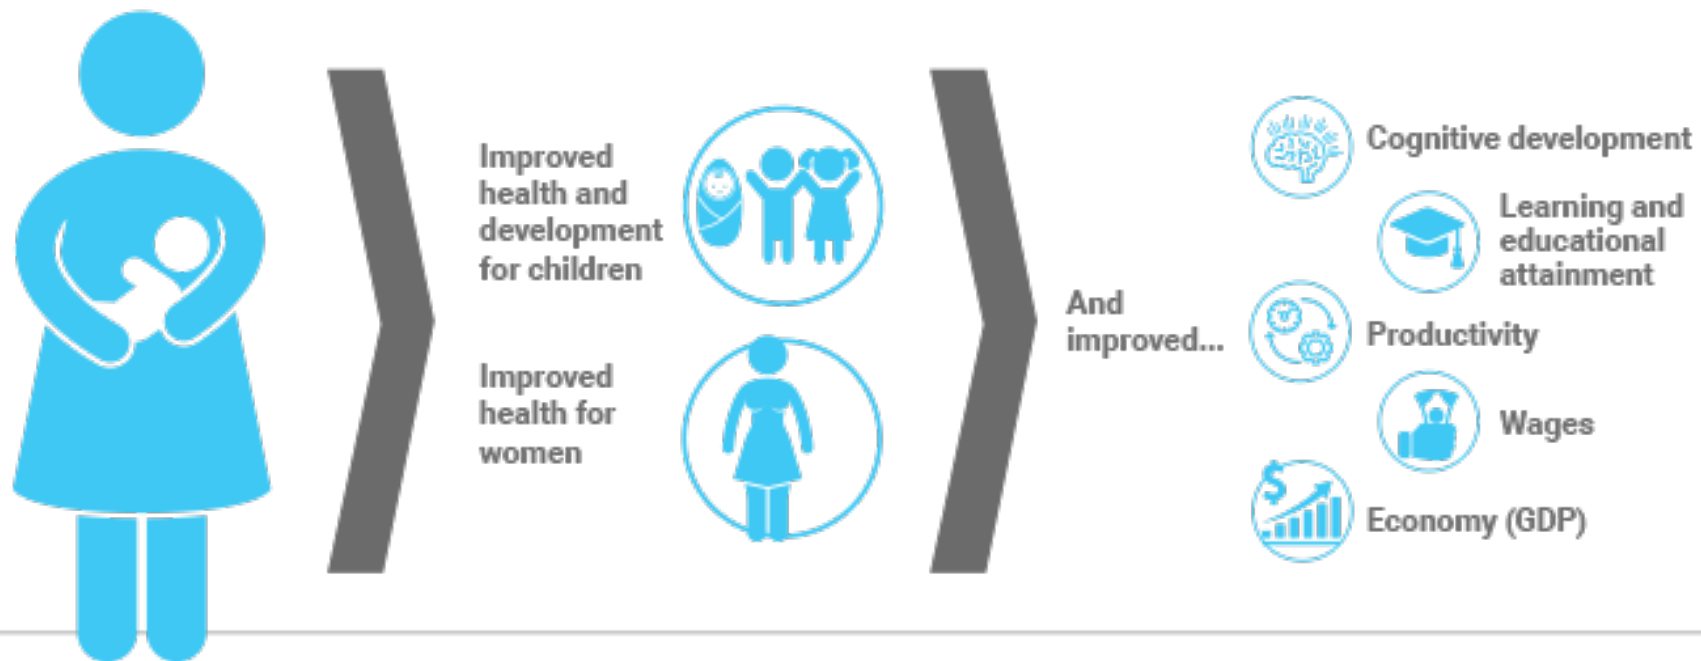 Improved
health and
development
for children
Improved
health for
women
And
improved...
Cognitive development
Learning and
educational
attainment
Productivity
Wages
$
Economy (GDP)